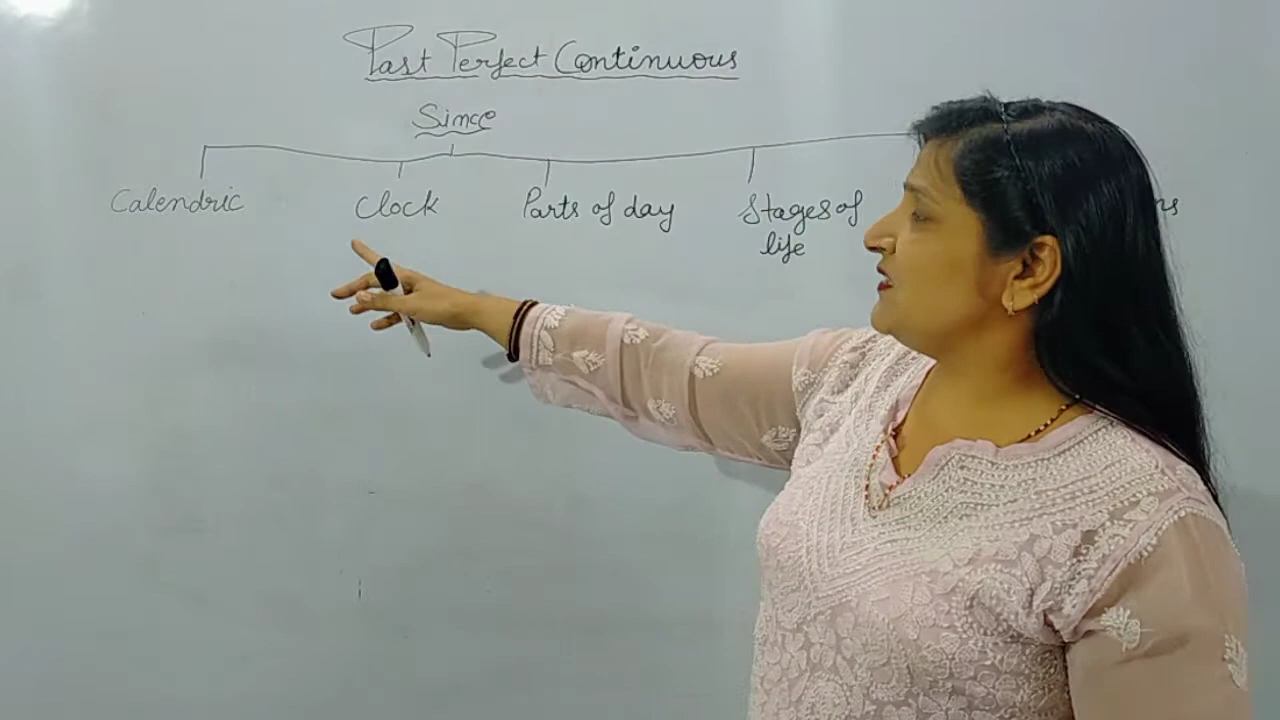 Past Perfect Continuous
Since
Calendric Clock Parts of day Stages of
life